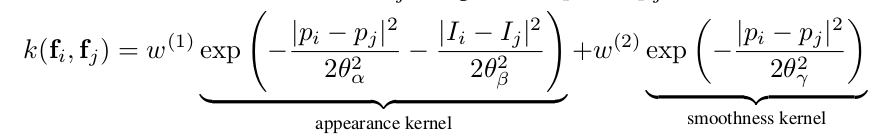 k(f_i, f_j) = w^{(1)} exp(−|p_i − p_j|^2 / 2θ_α^2 − |I_i − I_j|^2 / 2θ_β^2) + w^{(2)} exp(−|p_i − p_j|^2 / 2θ_γ^2)
appearance kernel smoothness kernel